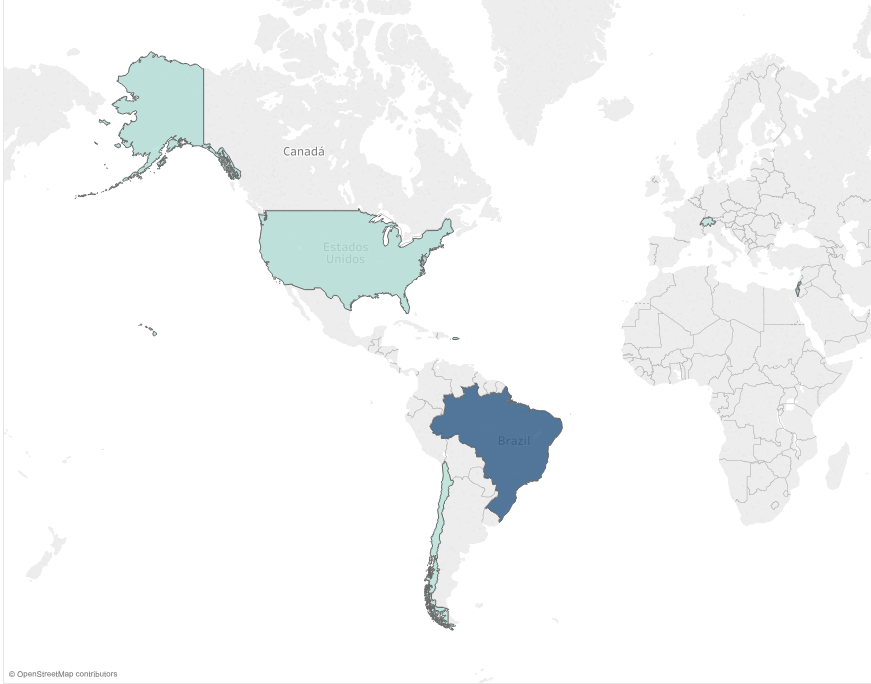 Canadá
Estados
Unidos
Brazil
© OpenStreetMap contributors